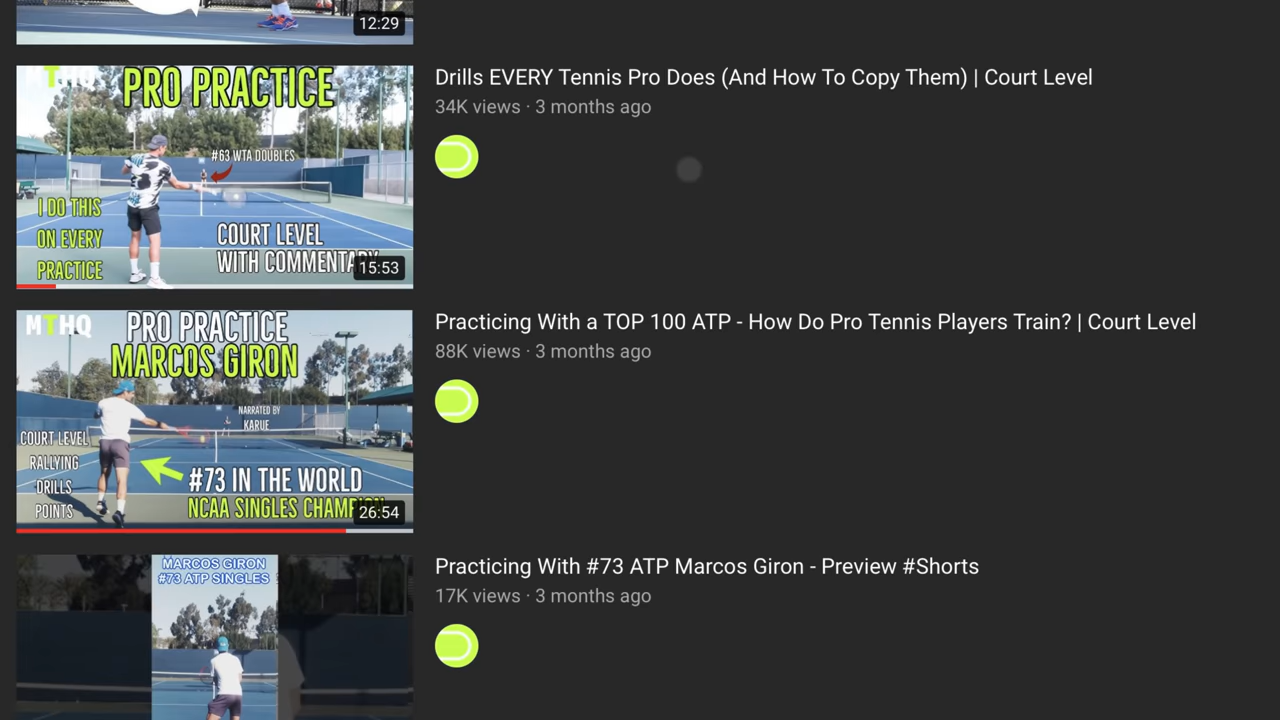 12:29
MTHQ
PRO PRACTICE
#63 WTA DOUBLES
I DO THIS
ON EVERY
PRACTICE
COURT LEVEL
WITH COMMENTARY
15:53
Drills EVERY Tennis Pro Does (And How To Copy Them) | Court Level
34K views · 3 months ago
MTHQ
PRO PRACTICE
MARCOS GIRON
NARRATED BY
KARUE
COURT LEVEL
RALLYING
DRILLS
POINTS
#73 IN THE WORLD
NCAA SINGLES CHAMPION
26:54
Practicing With a TOP 100 ATP - How Do Pro Tennis Players Train? | Court Level
88K views · 3 months ago
MARCOS GIRON
#73 ATP SINGLES
Practicing With #73 ATP Marcos Giron - Preview #Shorts
17K views · 3 months ago